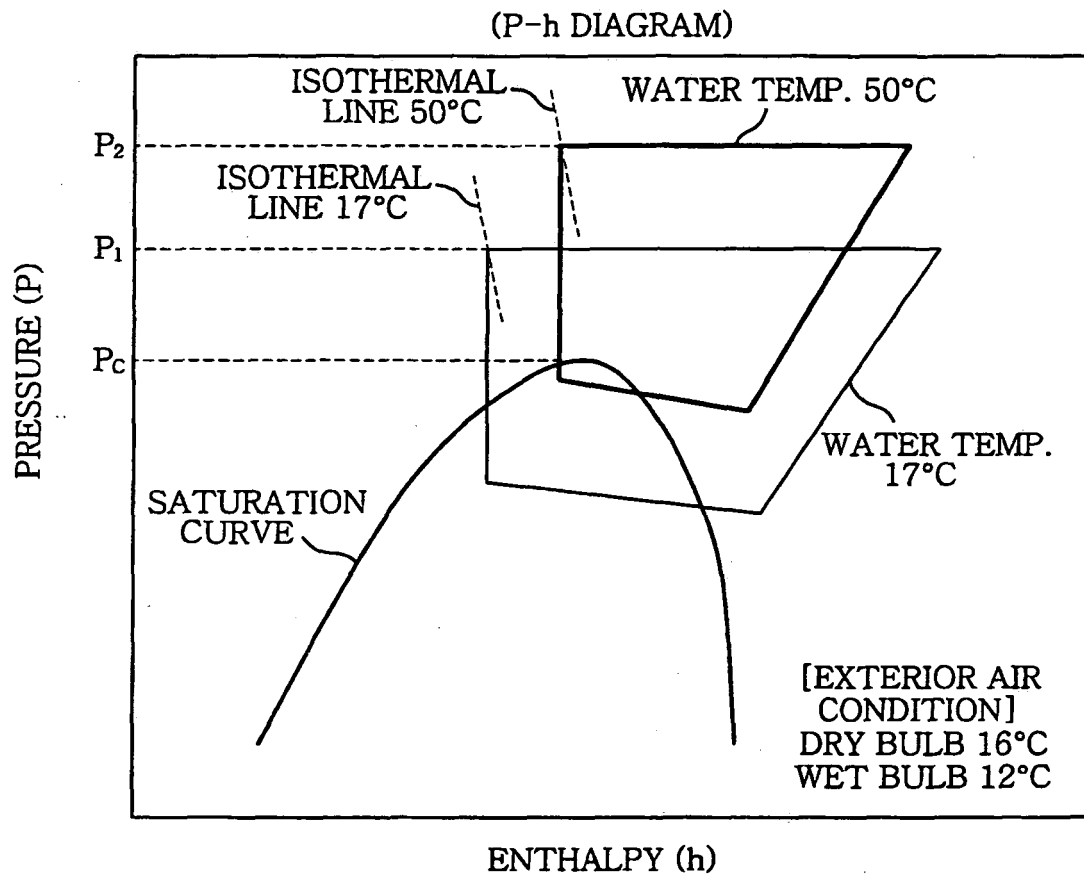 (P-h DIAGRAM)
ISOTHERMAL
LINE 50°C
WATER TEMP. 50°C
P₂
ISOTHERMAL
LINE 17°C
P₁
PRESSURE (P)
P_C
WATER TEMP.
17°C
SATURATION
CURVE
[EXTERIOR AIR
CONDITION]
DRY BULB 16°C
WET BULB 12°C
ENTHALPY (h)